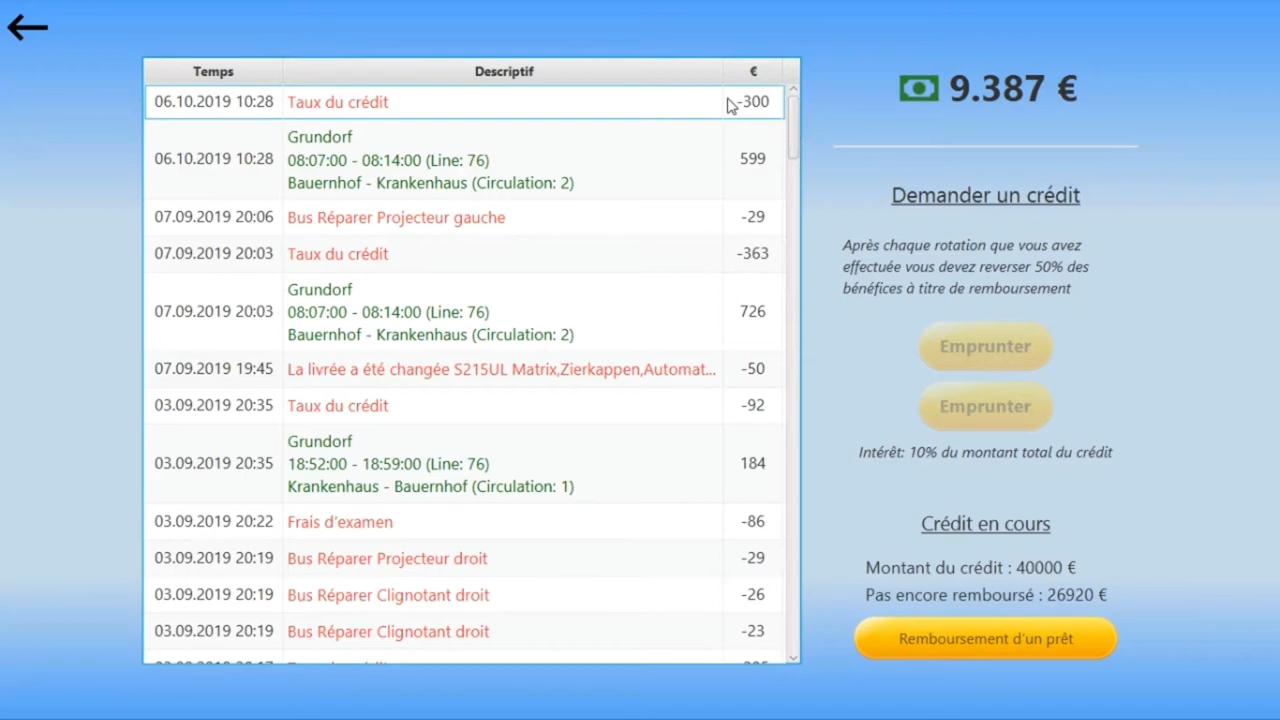 Temps Descriptif €
06.10.2019 10:28 Taux du crédit -300
Grundorf
06.10.2019 10:28 08:07:00 - 08:14:00 (Line: 76) 599
Bauernhof - Krankenhaus (Circulation: 2)
07.09.2019 20:06 Bus Réparer Projecteur gauche -29
07.09.2019 20:03 Taux du crédit -363
Grundorf
07.09.2019 20:03 08:07:00 - 08:14:00 (Line: 76) 726
Bauernhof - Krankenhaus (Circulation: 2)
07.09.2019 19:45 La livrée a été changée S215UL Matrix,Zierkappen,Automat... -50
03.09.2019 20:35 Taux du crédit -92
Grundorf
03.09.2019 20:35 18:52:00 - 18:59:00 (Line: 76) 184
Krankenhaus - Bauernhof (Circulation: 1)
03.09.2019 20:22 Frais d'examen -86
03.09.2019 20:19 Bus Réparer Projecteur droit -29
03.09.2019 20:19 Bus Réparer Clignotant droit -26
03.09.2019 20:19 Bus Réparer Clignotant droit -23
9.387 €
Demander un crédit
Après chaque rotation que vous avez
effectuée vous devez reverser 50% des
bénéfices à titre de remboursement
Emprunter
Emprunter
Intérêt: 10% du montant total du crédit
Crédit en cours
Montant du crédit : 40000 €
Pas encore remboursé : 26920 €
Remboursement d'un prêt